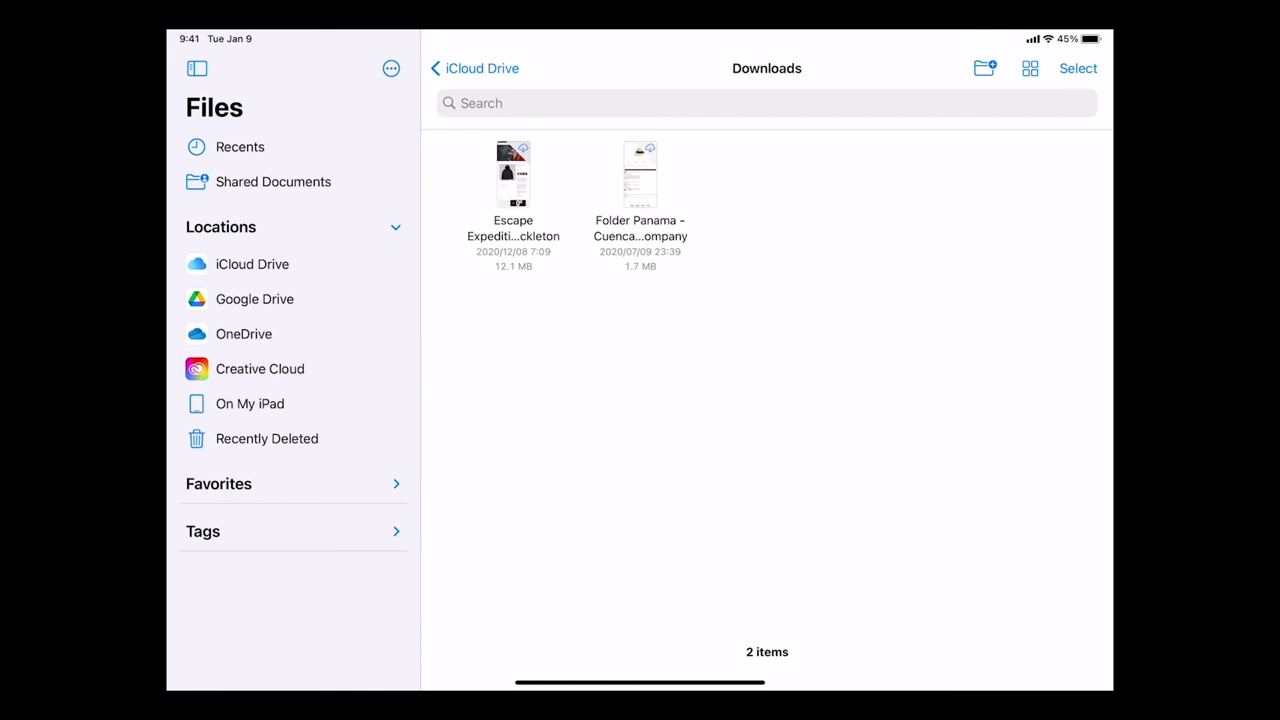 9:41 Tue Jan 9
45%
Files
Recents
Shared Documents
Locations
iCloud Drive
Google Drive
OneDrive
Creative Cloud
On My iPad
Recently Deleted
Favorites
Tags
iCloud Drive
Downloads
Select
Search
Escape
Expediti...ckleton
2020/12/08 7:09
12.1 MB
Folder Panama -
Cuenca...ompany
2020/07/09 23:39
1.7 MB
2 items